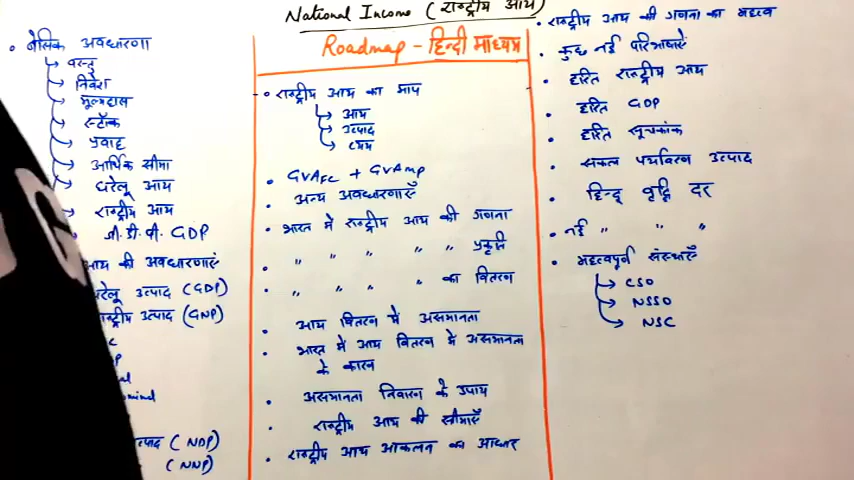 National Income (राष्ट्रीय आय)
Roadmap - हिन्दी माध्यम
बेसिक अवधारणा
वस्तु
निवेश
मूल्यह्रास
स्टॉक
प्रवाह
आर्थिक सीमा
घरेलू आय
राष्ट्रीय आय
जी.डी.पी. GDP
आय की अवधारणाएं
घरेलू उत्पाद (GDP)
राष्ट्रीय उत्पाद (GNP)
(NDP)
(NNP)
राष्ट्रीय आय का माप
आय
उत्पाद
व्यय
GVAFC + GVAmp
अन्य अवधारणाएँ
भारत में राष्ट्रीय आय की गणना
" " " " " प्रकृति
" " " " का वितरण
आय वितरण में असमानता
भारत में आय वितरण में असमानता
के कारण
असमानता निवारण के उपाय
राष्ट्रीय आय की सीमाएँ
राष्ट्रीय आय आकलन का आधार
राष्ट्रीय आय की गणना का महत्व
कुछ नई परिभाषाएँ
हरित राष्ट्रीय आय
हरित GDP
हरित सूचकांक
सकल पर्यावरण उत्पाद
हिन्दू वृद्धि दर
नई " " "
महत्वपूर्ण संस्थाएँ
CSO
NSSO
NSC